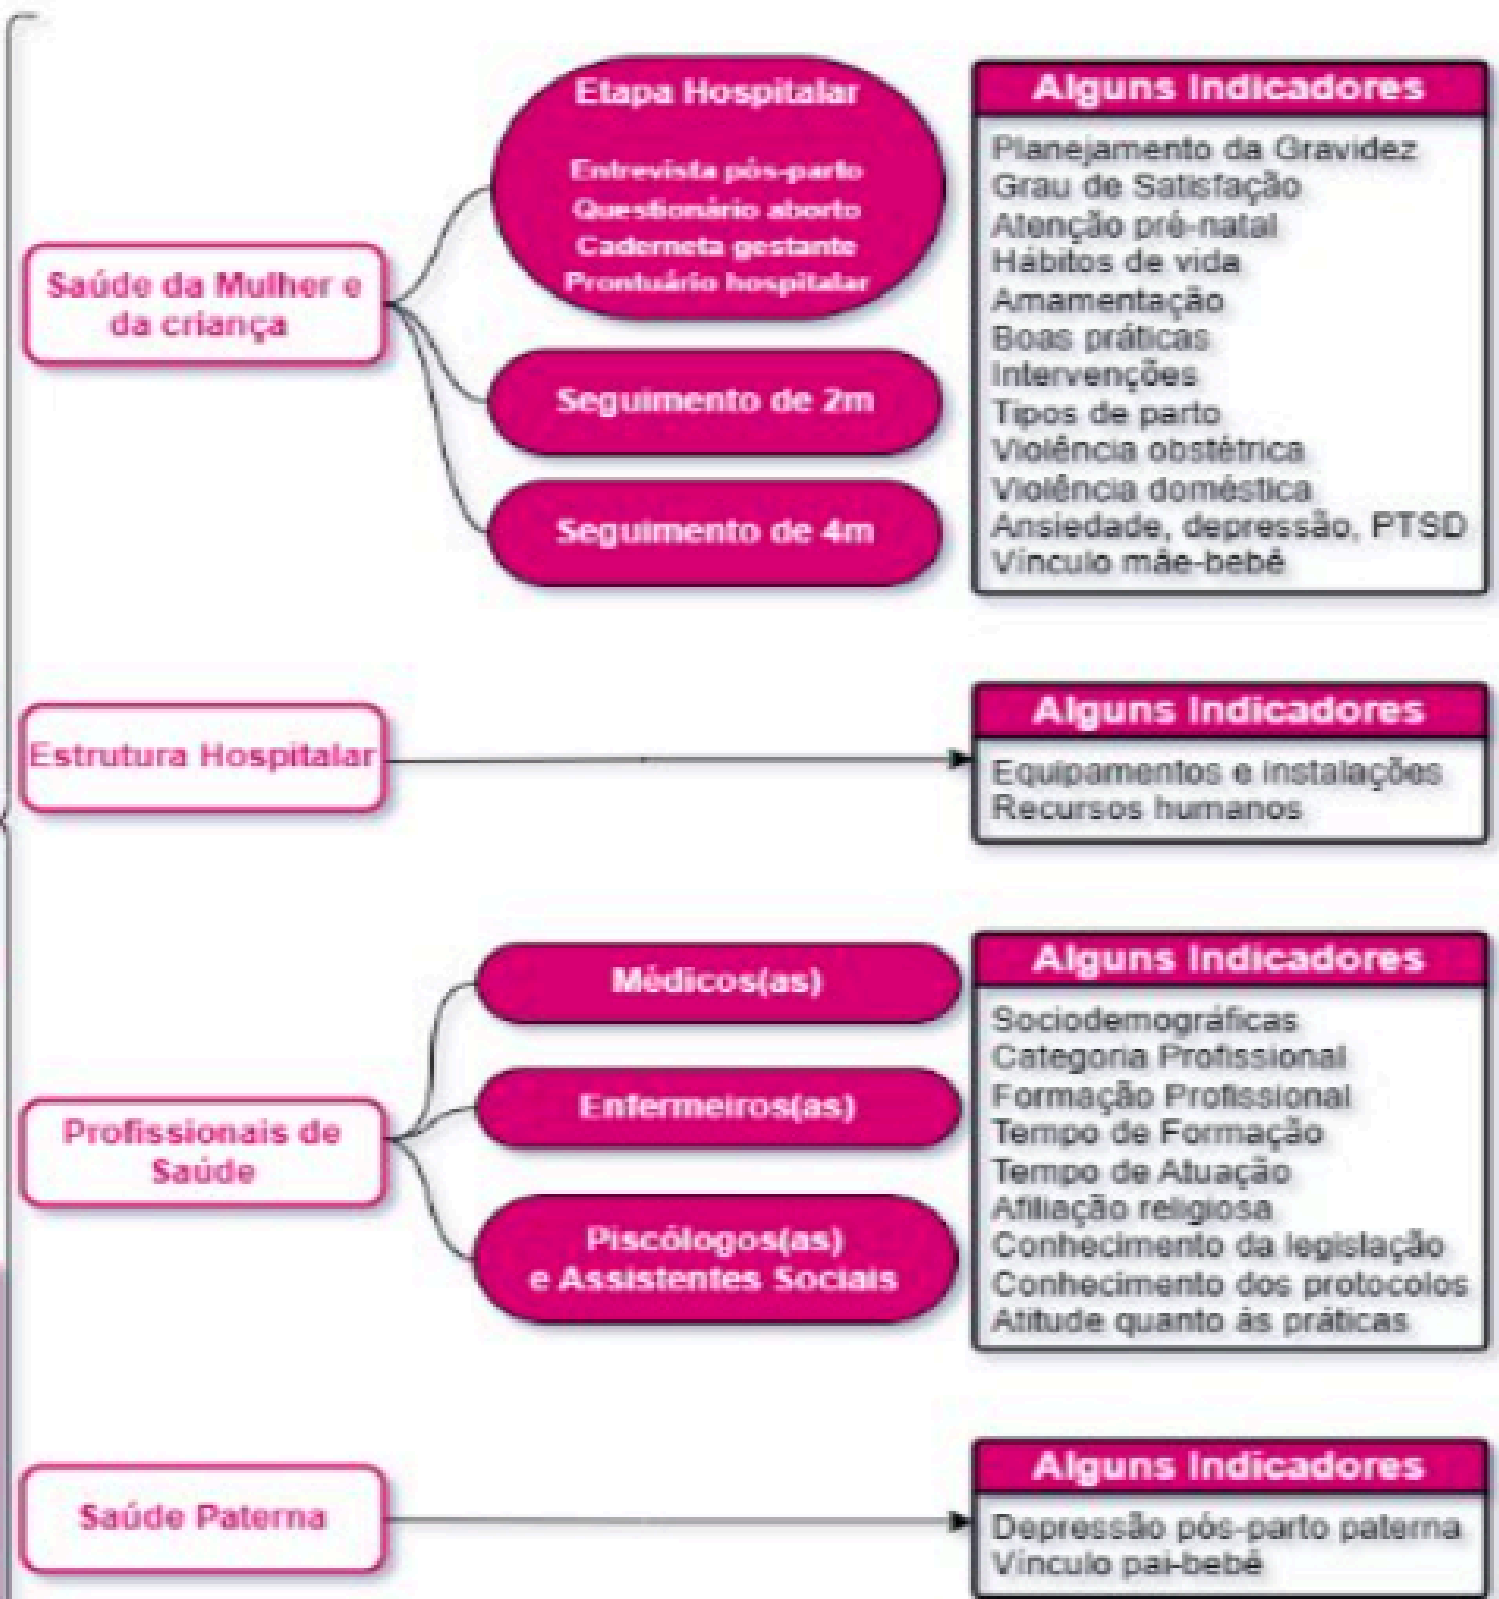 Saúde da Mulher e
da criança
Etapa Hospitalar
Entrevista pós-parto
Questionário aborto
Caderneta gestante
Prontuário hospitalar
Seguimento de 2m
Seguimento de 4m
Alguns Indicadores
Planejamento da Gravidez
Grau de Satisfação
Atenção pré-natal
Hábitos de vida
Amamentação
Boas práticas
Intervenções
Tipos de parto
Violência obstétrica
Violência doméstica
Ansiedade, depressão, PTSD
Vínculo mãe-bebê
Estrutura Hospitalar
Alguns Indicadores
Equipamentos e instalações
Recursos humanos
Profissionais de
Saúde
Médicos(as)
Enfermeiros(as)
Piscólogos(as)
e Assistentes Sociais
Alguns Indicadores
Sociodemográficas
Categoria Profissional
Formação Profissional
Tempo de Formação
Tempo de Atuação
Afiliação religiosa
Conhecimento da legislação
Conhecimento dos protocolos
Atitude quanto às práticas
Saúde Paterna
Alguns Indicadores
Depressão pós-parto paterna
Vínculo pai-bebê